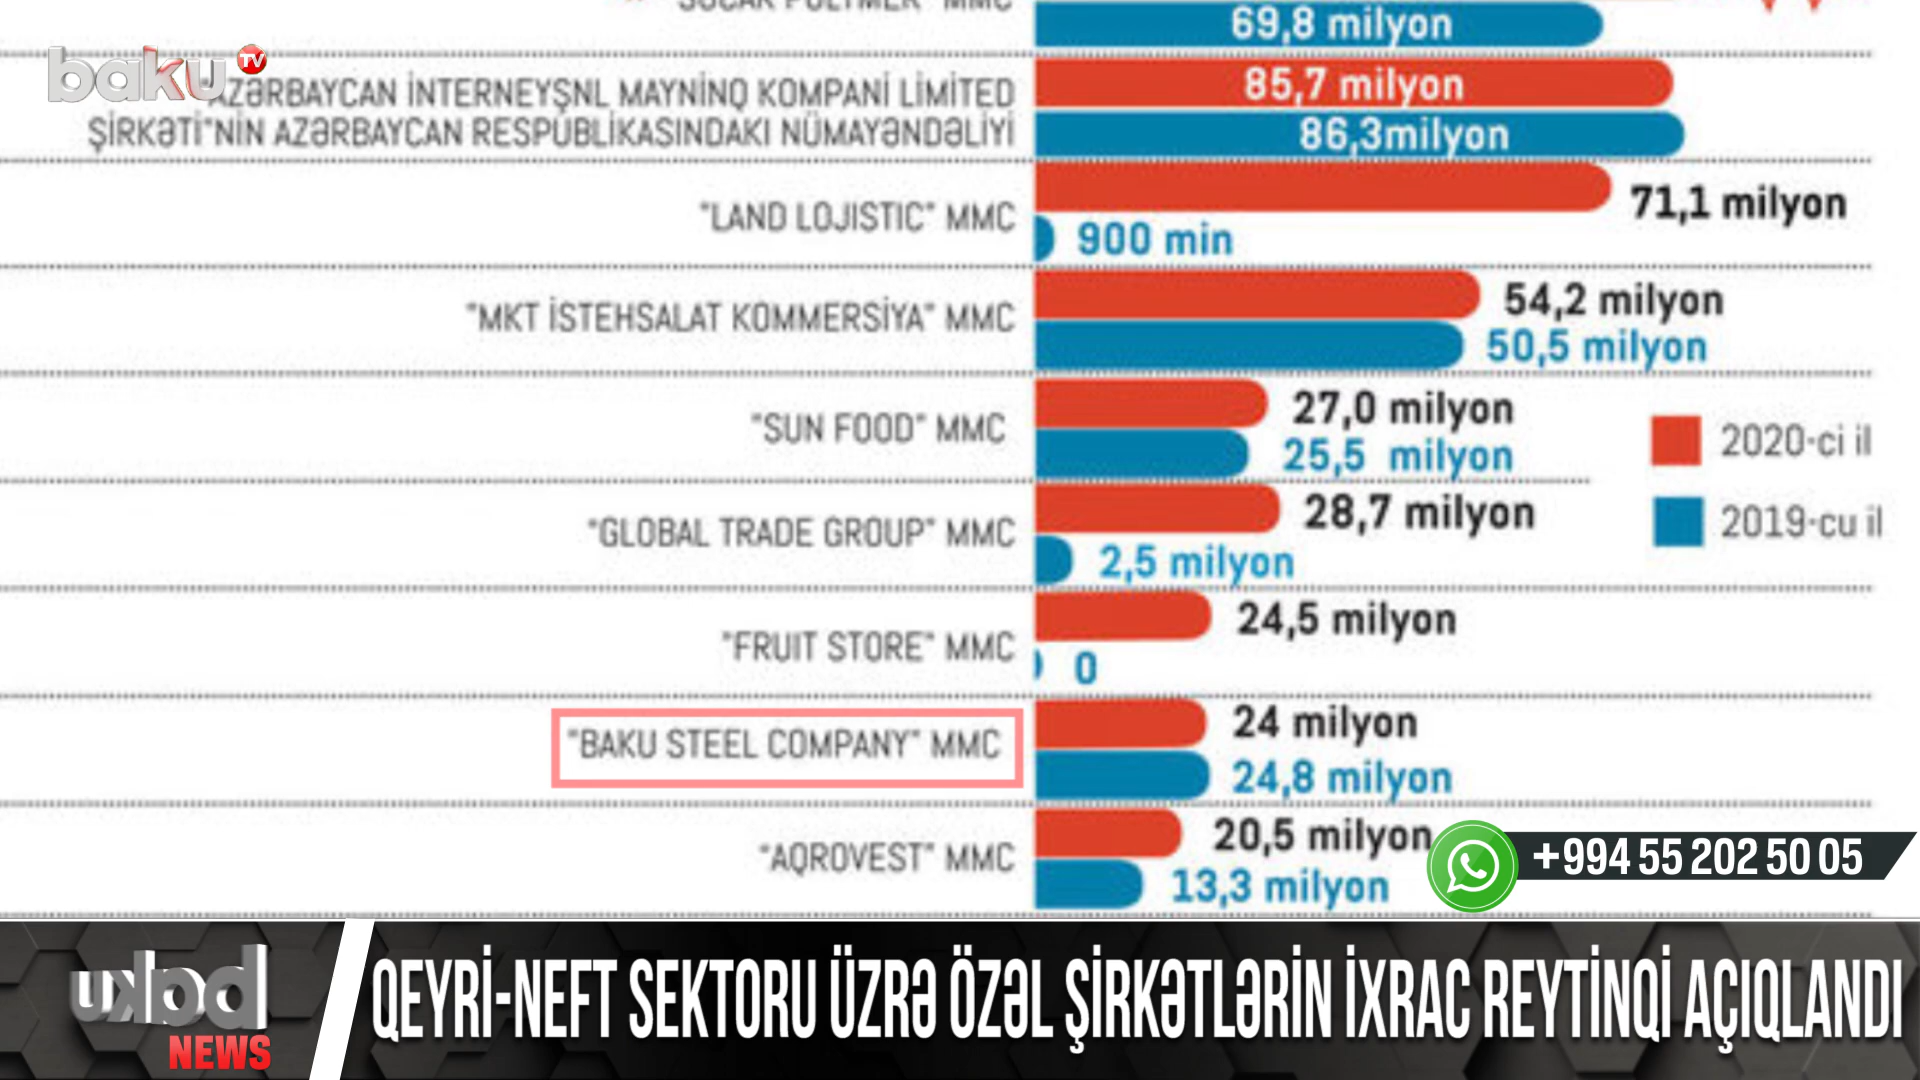 "SOCAR POLYMER" MMC
69,8 milyon
baku TV
"AZƏRBAYCAN İNTERNEYŞNL MAYNİNQ KOMPANİ LİMİTED
ŞİRKƏTİ"NİN AZƏRBAYCAN RESPUBLİKASINDAKI NÜMAYƏNDƏLİYİ
85,7 milyon
86,3milyon
"LAND LOJISTIC" MMC
71,1 milyon
900 min
"MKT İSTEHSALAT KOMMERSİYA" MMC
54,2 milyon
50,5 milyon
"SUN FOOD" MMC
27,0 milyon
25,5 milyon
2020-ci il
2019-cu il
"GLOBAL TRADE GROUP" MMC
28,7 milyon
2,5 milyon
"FRUIT STORE" MMC
24,5 milyon
0
"BAKU STEEL COMPANY" MMC
24 milyon
24,8 milyon
"AQROVEST" MMC
20,5 milyon
13,3 milyon
+994 55 202 50 05
NEWS
QEYRİ-NEFT SEKTORU ÜZRƏ ÖZƏL ŞİRKƏTLƏRİN İXRAC REYTİNQİ AÇIQLANDI